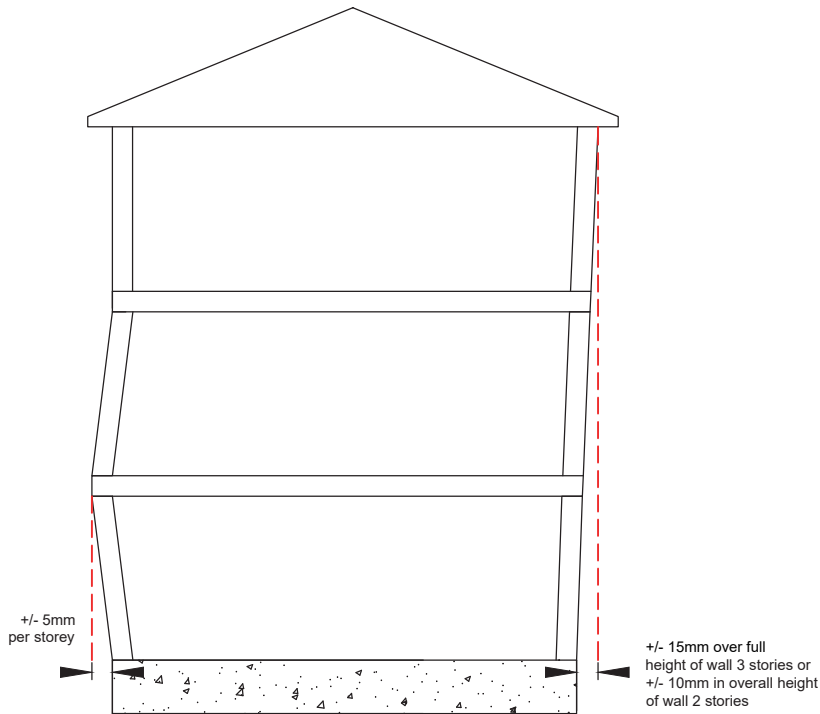 +/- 5mm
per storey
+/- 15mm over full
height of wall 3 stories or
+/- 10mm in overall height
of wall 2 stories